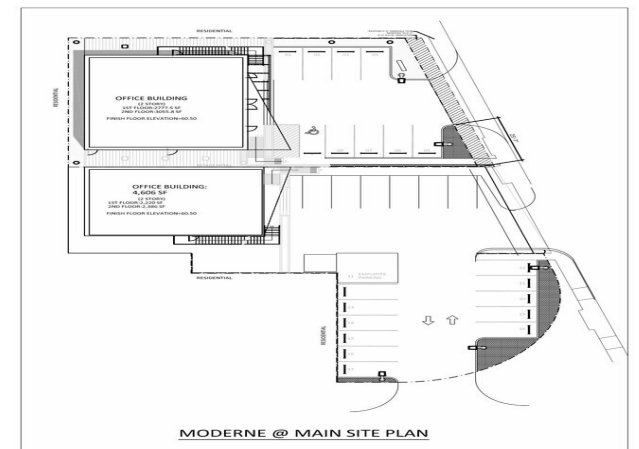 RESIDENTIAL
RESIDENTIAL
OFFICE BUILDING
(2 STORY)
1ST FLOOR:2777.5 SF
2ND FLOOR:3055.8 SF
FINISH FLOOR ELEVATION=60.50
OFFICE BUILDING:
4,606 SF
(2 STORY)
1ST FLOOR:2,220 SF
2ND FLOOR:2,386 SF
FINISH FLOOR ELEVATION=60.50
RESIDENTIAL
RESIDENTIAL
MODERNE @ MAIN SITE PLAN